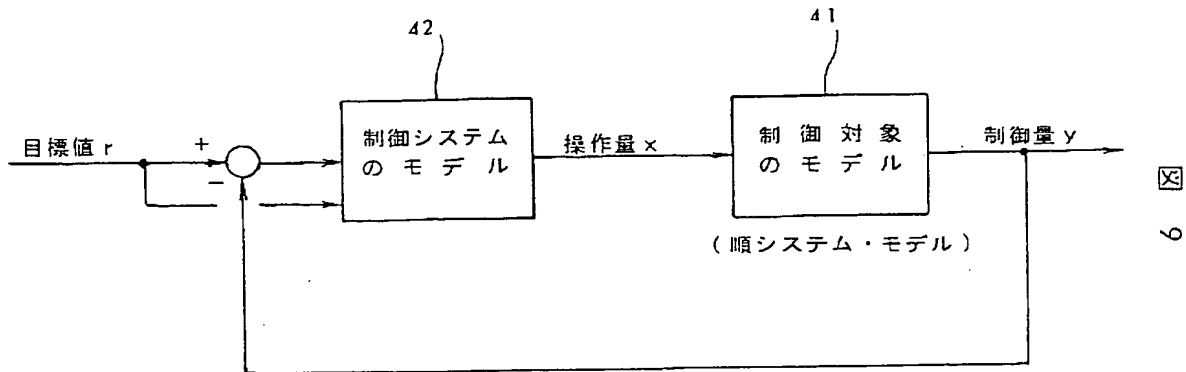 42
41
目標値 r
+
−
制御システム
のモデル
操作量 x
制御対象
のモデル
制御量 y
(順システム・モデル)
図 9